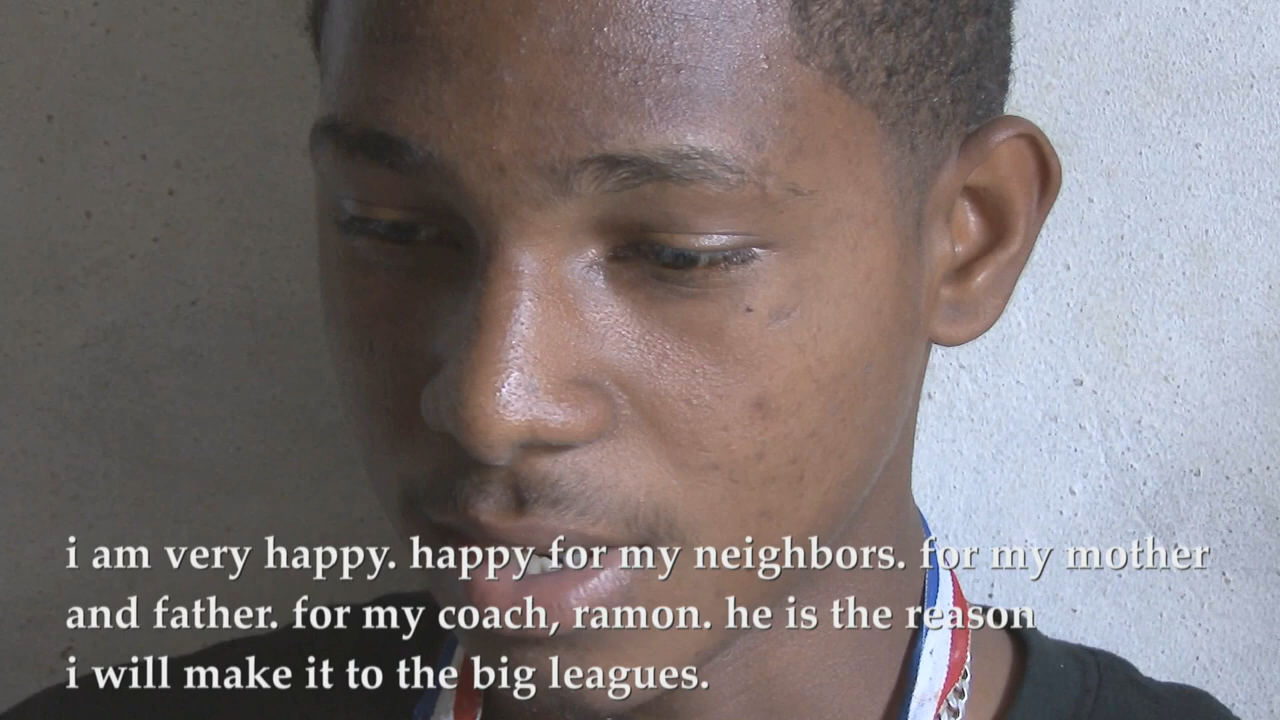 i am very happy. happy for my neighbors. for my mother
and father. for my coach, ramon. he is the reason
i will make it to the big leagues.